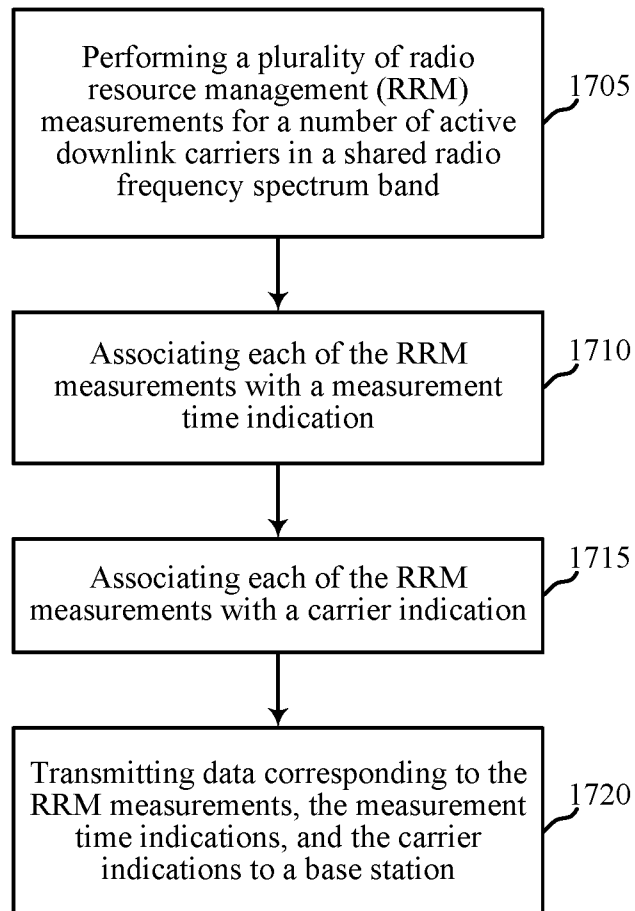 Performing a plurality of radio
resource management (RRM)
measurements for a number of active
downlink carriers in a shared radio
frequency spectrum band
1705
Associating each of the RRM
measurements with a measurement
time indication
1710
Associating each of the RRM
measurements with a carrier indication
1715
Transmitting data corresponding to the
RRM measurements, the measurement
time indications, and the carrier
indications to a base station
1720